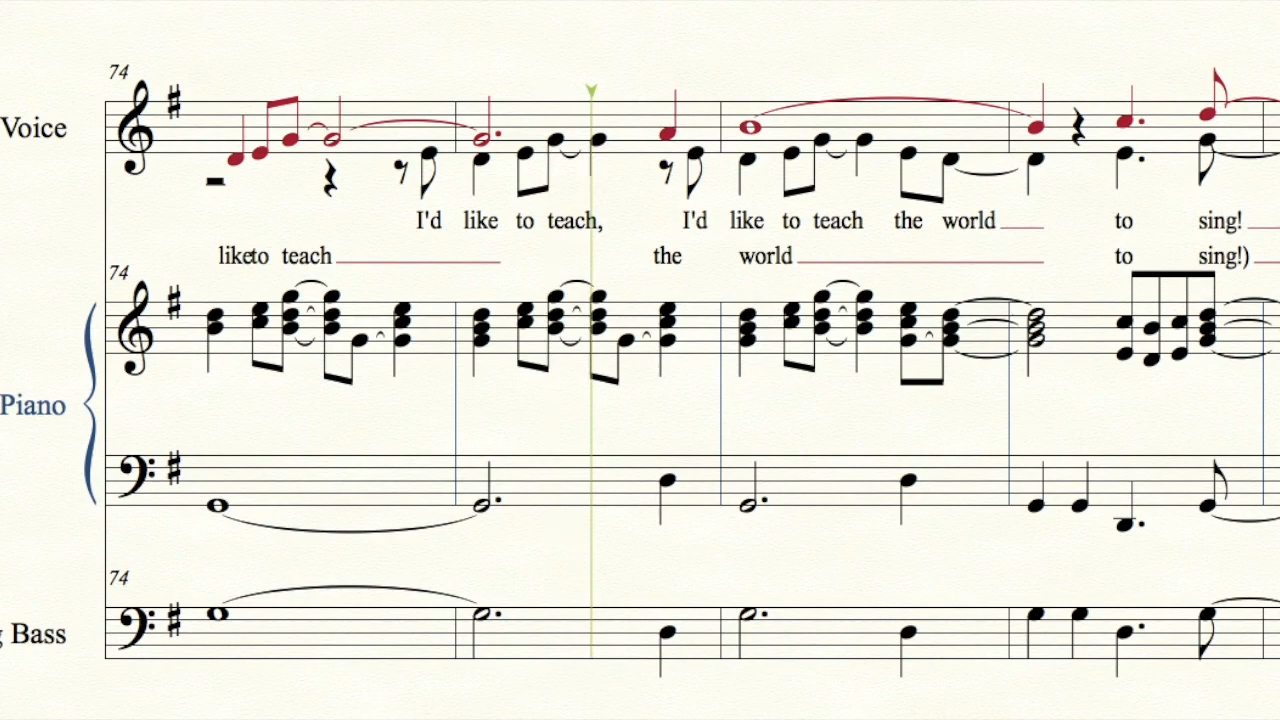 74
Voice
I'd like to teach, I'd like to teach the world to sing!
liketo teach the world to sing!)
74
Piano
74
g Bass